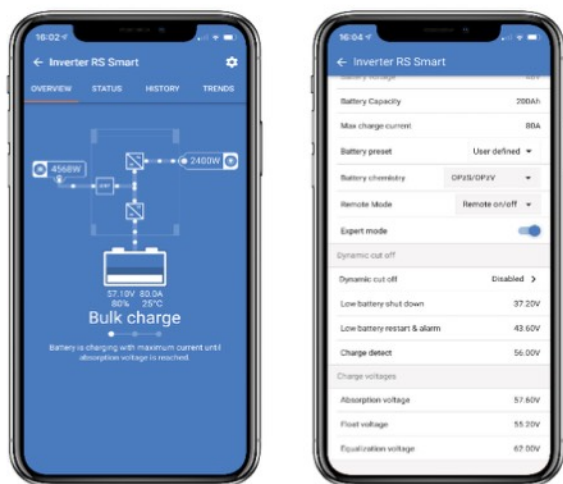 16:02
← Inverter RS Smart
OVERVIEW STATUS HISTORY TRENDS
4568W
2400W
MPPT
57.10V 80.0A
80% 25°C
Bulk charge
Battery is charging with maximum current until
absorption voltage is reached.
16:04
← Inverter RS Smart
Battery voltage 48V
Battery Capacity 200Ah
Max charge current 80A
Battery preset User defined
Battery chemistry OPzS/OPzV
Remote Mode Remote on/off
Expert mode
Dynamic cut off
Dynamic cut off Disabled >
Low battery shut down 37.20V
Low battery restart & alarm 43.60V
Charge detect 56.00V
Charge voltages
Absorption voltage 57.60V
Float voltage 55.20V
Equalization voltage 62.00V